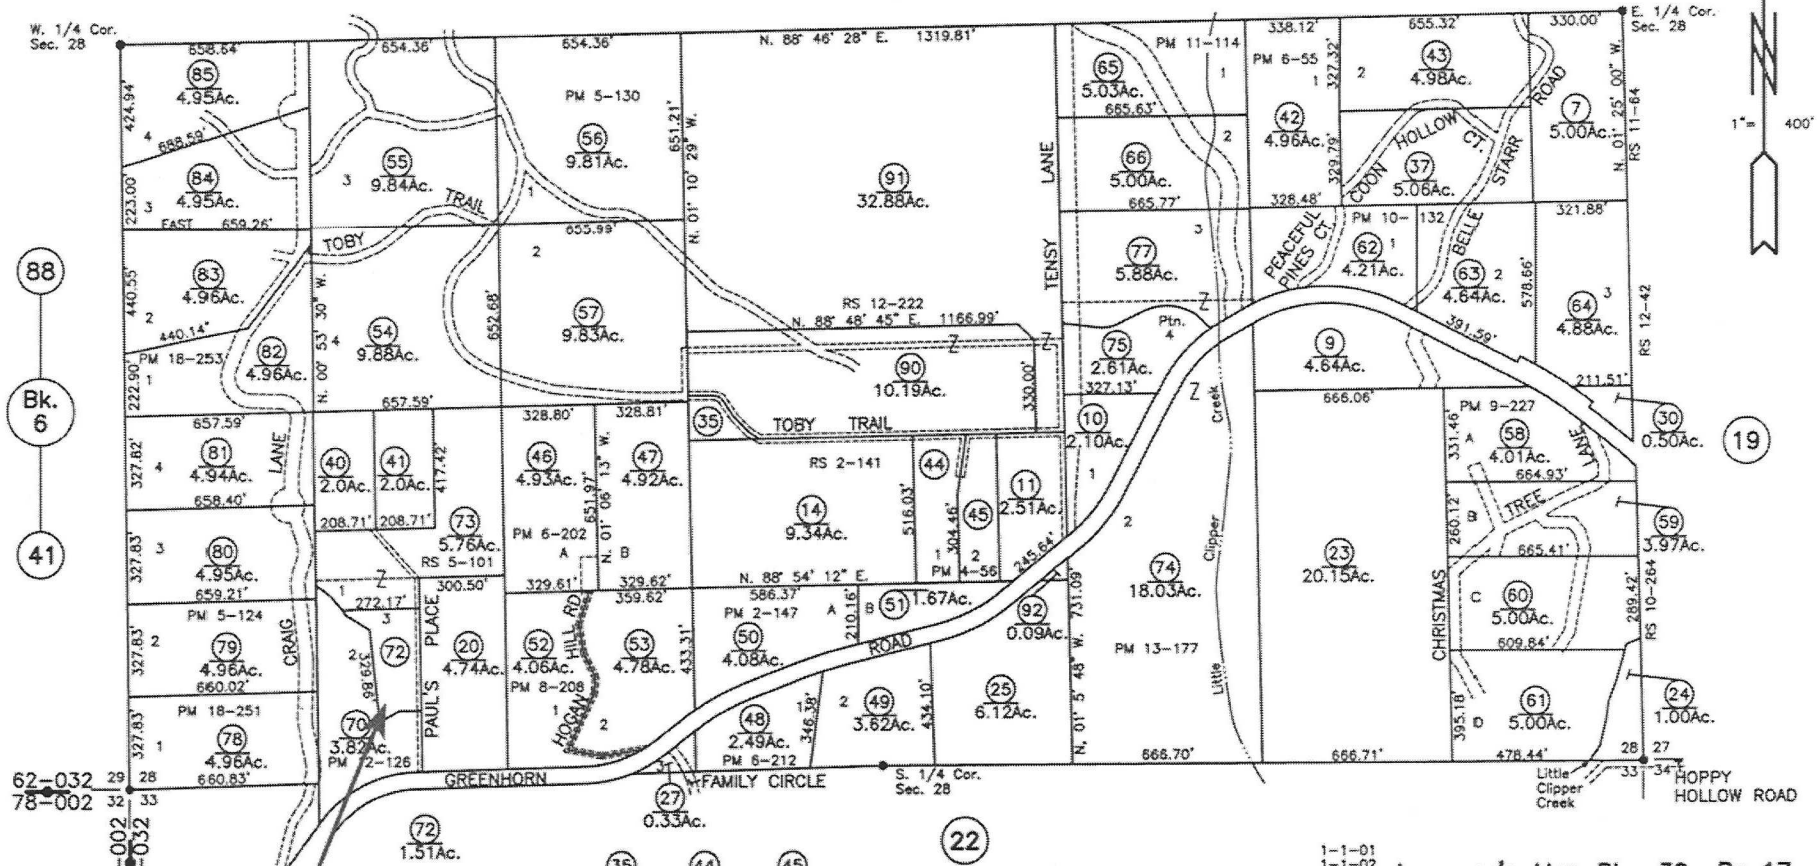 W. 1/4 Cor.
Sec. 28
658.64'
654.36'
654.36'
N. 88° 46' 28" E. 1319.81'
338.12'
655.32'
330.00'
E. 1/4 Cor.
Sec. 28
1"= 400'
85
4.95Ac.
424.94'
4
688.59'
84
4.95Ac.
223.00'
3
EAST 659.26'
55
9.84Ac.
3
TRAIL
TOBY
PM 5-130
56
9.81Ac.
1
651.21'
N. 01° 10' 29" W.
655.99'
91
32.88Ac.
TENSY LANE
65
5.03Ac.
665.63'
PM 11-114
1
66
5.00Ac.
2
665.77'
77
5.88Ac.
3
PM 6-55
1
327.32'
42
4.96Ac.
329.79'
328.48'
2
43
4.98Ac.
COON HOLLOW CT.
37
5.06Ac.
BELLE STARR ROAD
7
5.00Ac.
N. 01° 25' 00" W.
RS 11-64
321.88'
PEACEFUL
PINES CT.
PM 10-132
62
4.21Ac.
1
63
4.64Ac.
2
578.66'
64
4.88Ac.
3
RS 12-42
88
Bk.
6
41
83
4.96Ac.
440.55'
2
440.14'
PM 18-253
1
222.90'
82
4.96Ac.
N. 00° 53' 30" W.
54
9.88Ac.
4
652.68'
2
57
9.83Ac.
RS 12-222
N. 88° 48' 45" E. 1166.99'
Z
Z
90
10.19Ac.
330.00'
Z
Ptn.
4
75
2.61Ac.
327.13'
Z
9
4.64Ac.
391.59'
211.51'
666.06'
657.59'
657.59'
328.80'
328.81'
35
TOBY TRAIL
10
2.10Ac.
Creek
PM 9-227
30
0.50Ac.
19
327.82'
4
81
4.94Ac.
LANE
658.40'
40
2.0Ac.
41
2.0Ac.
417.42'
208.71'
208.71'
46
4.93Ac.
651.97'
N. 01° 06' 13" W.
47
4.92Ac.
RS 2-141
14
9.34Ac.
516.03'
44
304.46'
45
11
2.51Ac.
245.64'
1
331.46'
A
58
4.01Ac.
664.93'
LANE
TREE
327.83'
3
80
4.95Ac.
659.21'
73
5.76Ac.
RS 5-101
300.50'
PM 6-202
A
B
329.61'
329.62'
N. 88° 54' 12" E.
1
2
PM 4-56
2
74
18.03Ac.
Clipper
23
20.15Ac.
260.12'
B
665.41'
59
3.97Ac.
RS 10-264
PM 5-124
327.83'
2
79
4.96Ac.
660.02'
CRAIG
1
Z
272.17'
3
2
329.86'
72
PAUL'S PLACE
20
4.74Ac.
52
4.06Ac.
PM 8-208
1
HOGAN HILL RD
359.62'
53
4.78Ac.
2
433.31'
586.37'
PM 2-147
A
B
210.16'
50
4.08Ac.
51
1.67Ac.
ROAD
92
0.09Ac.
731.09'
N. 01° 5' 48" W.
PM 13-177
Little
CHRISTMAS
C
60
5.00Ac.
609.84'
289.42'
PM 18-251
327.83'
1
78
4.96Ac.
660.83'
70
3.82Ac.
48
2.49Ac.
1
346.38'
PM 6-212
2
49
3.62Ac.
434.10'
25
6.12Ac.
666.70'
666.71'
395.18'
D
61
5.00Ac.
478.44'
24
1.00Ac.
62-032
78-002
29 28
32 33
GREENHORN
3
FAMILY CIRCLE
S. 1/4 Cor.
Sec. 28
Little
Clipper
Creek
28 27
33 34
HOPPY
HOLLOW ROAD
002
032
72
1.51Ac.
27
0.33Ac.
22
1-1-01